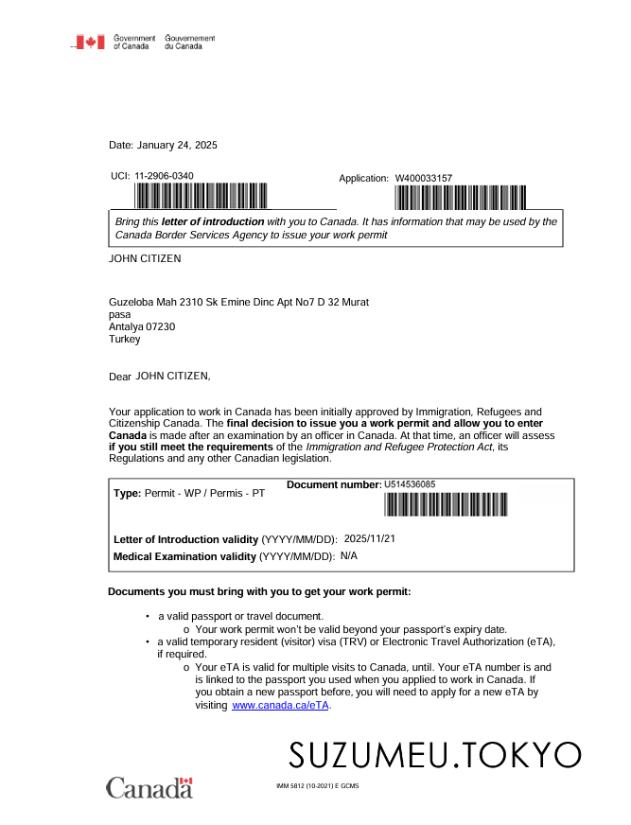 Government of Canada
Gouvernement du Canada
Date: January 24, 2025
UCI: 11-2906-0340
Application: W400033157
Bring this letter of introduction with you to Canada. It has information that may be used by the
Canada Border Services Agency to issue your work permit
JOHN CITIZEN
Guzeloba Mah 2310 Sk Emine Dinc Apt No7 D 32 Murat
pasa
Antalya 07230
Turkey
Dear JOHN CITIZEN,
Your application to work in Canada has been initially approved by Immigration, Refugees and
Citizenship Canada. The final decision to issue you a work permit and allow you to enter
Canada is made after an examination by an officer in Canada. At that time, an officer will assess
if you still meet the requirements of the Immigration and Refugee Protection Act, its
Regulations and any other Canadian legislation.
Type: Permit - WP / Permis - PT
Document number: U514536085
Letter of Introduction validity (YYYY/MM/DD): 2025/11/21
Medical Examination validity (YYYY/MM/DD): N/A
Documents you must bring with you to get your work permit:
• a valid passport or travel document.
o Your work permit won't be valid beyond your passport's expiry date.
• a valid temporary resident (visitor) visa (TRV) or Electronic Travel Authorization (eTA),
if required.
o Your eTA is valid for multiple visits to Canada, until. Your eTA number is and
is linked to the passport you used when you applied to work in Canada. If
you obtain a new passport before, you will need to apply for a new eTA by
visiting www.canada.ca/eTA.
SUZUMEU.TOKYO
Canada
IMM 5812 (10-2021) E GCMS